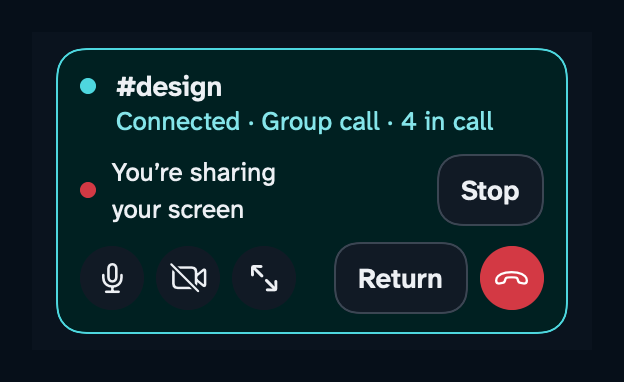 #design
Connected · Group call · 4 in call
You’re sharing
your screen
Stop
Return